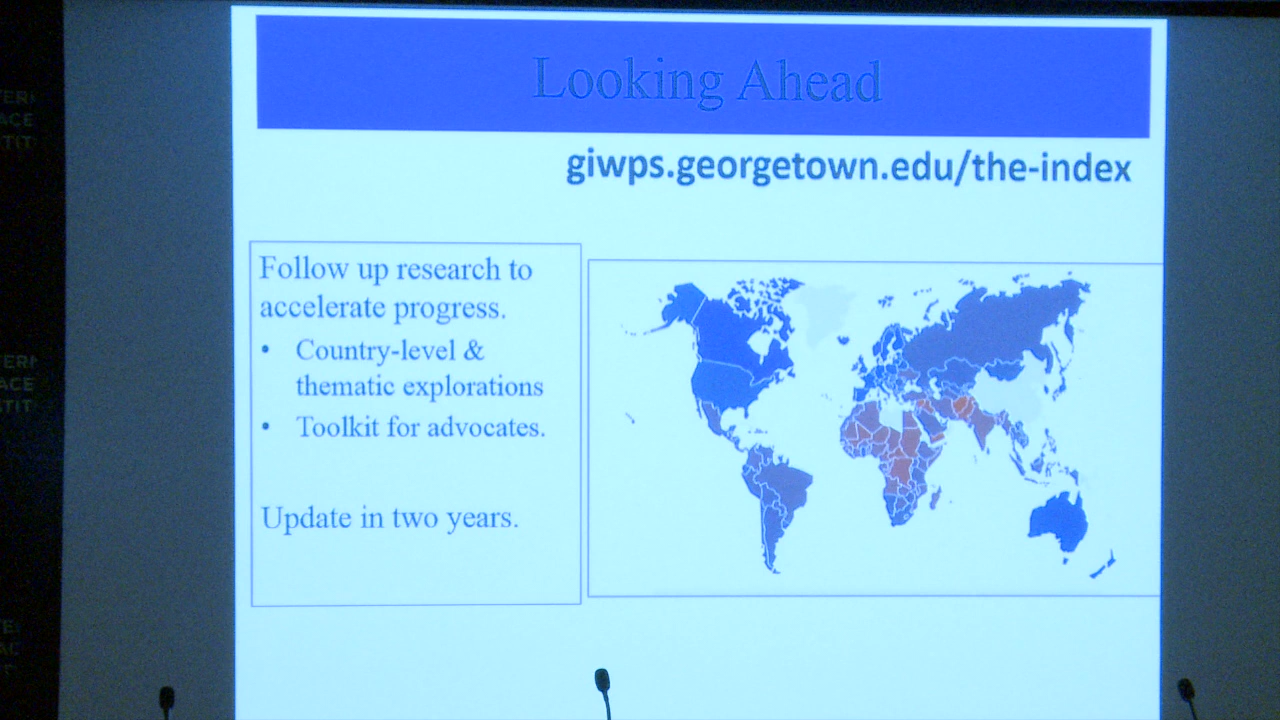 Looking Ahead
giwps.georgetown.edu/the-index
Follow up research to
accelerate progress.
• Country-level &
thematic explorations
• Toolkit for advocates.
Update in two years.